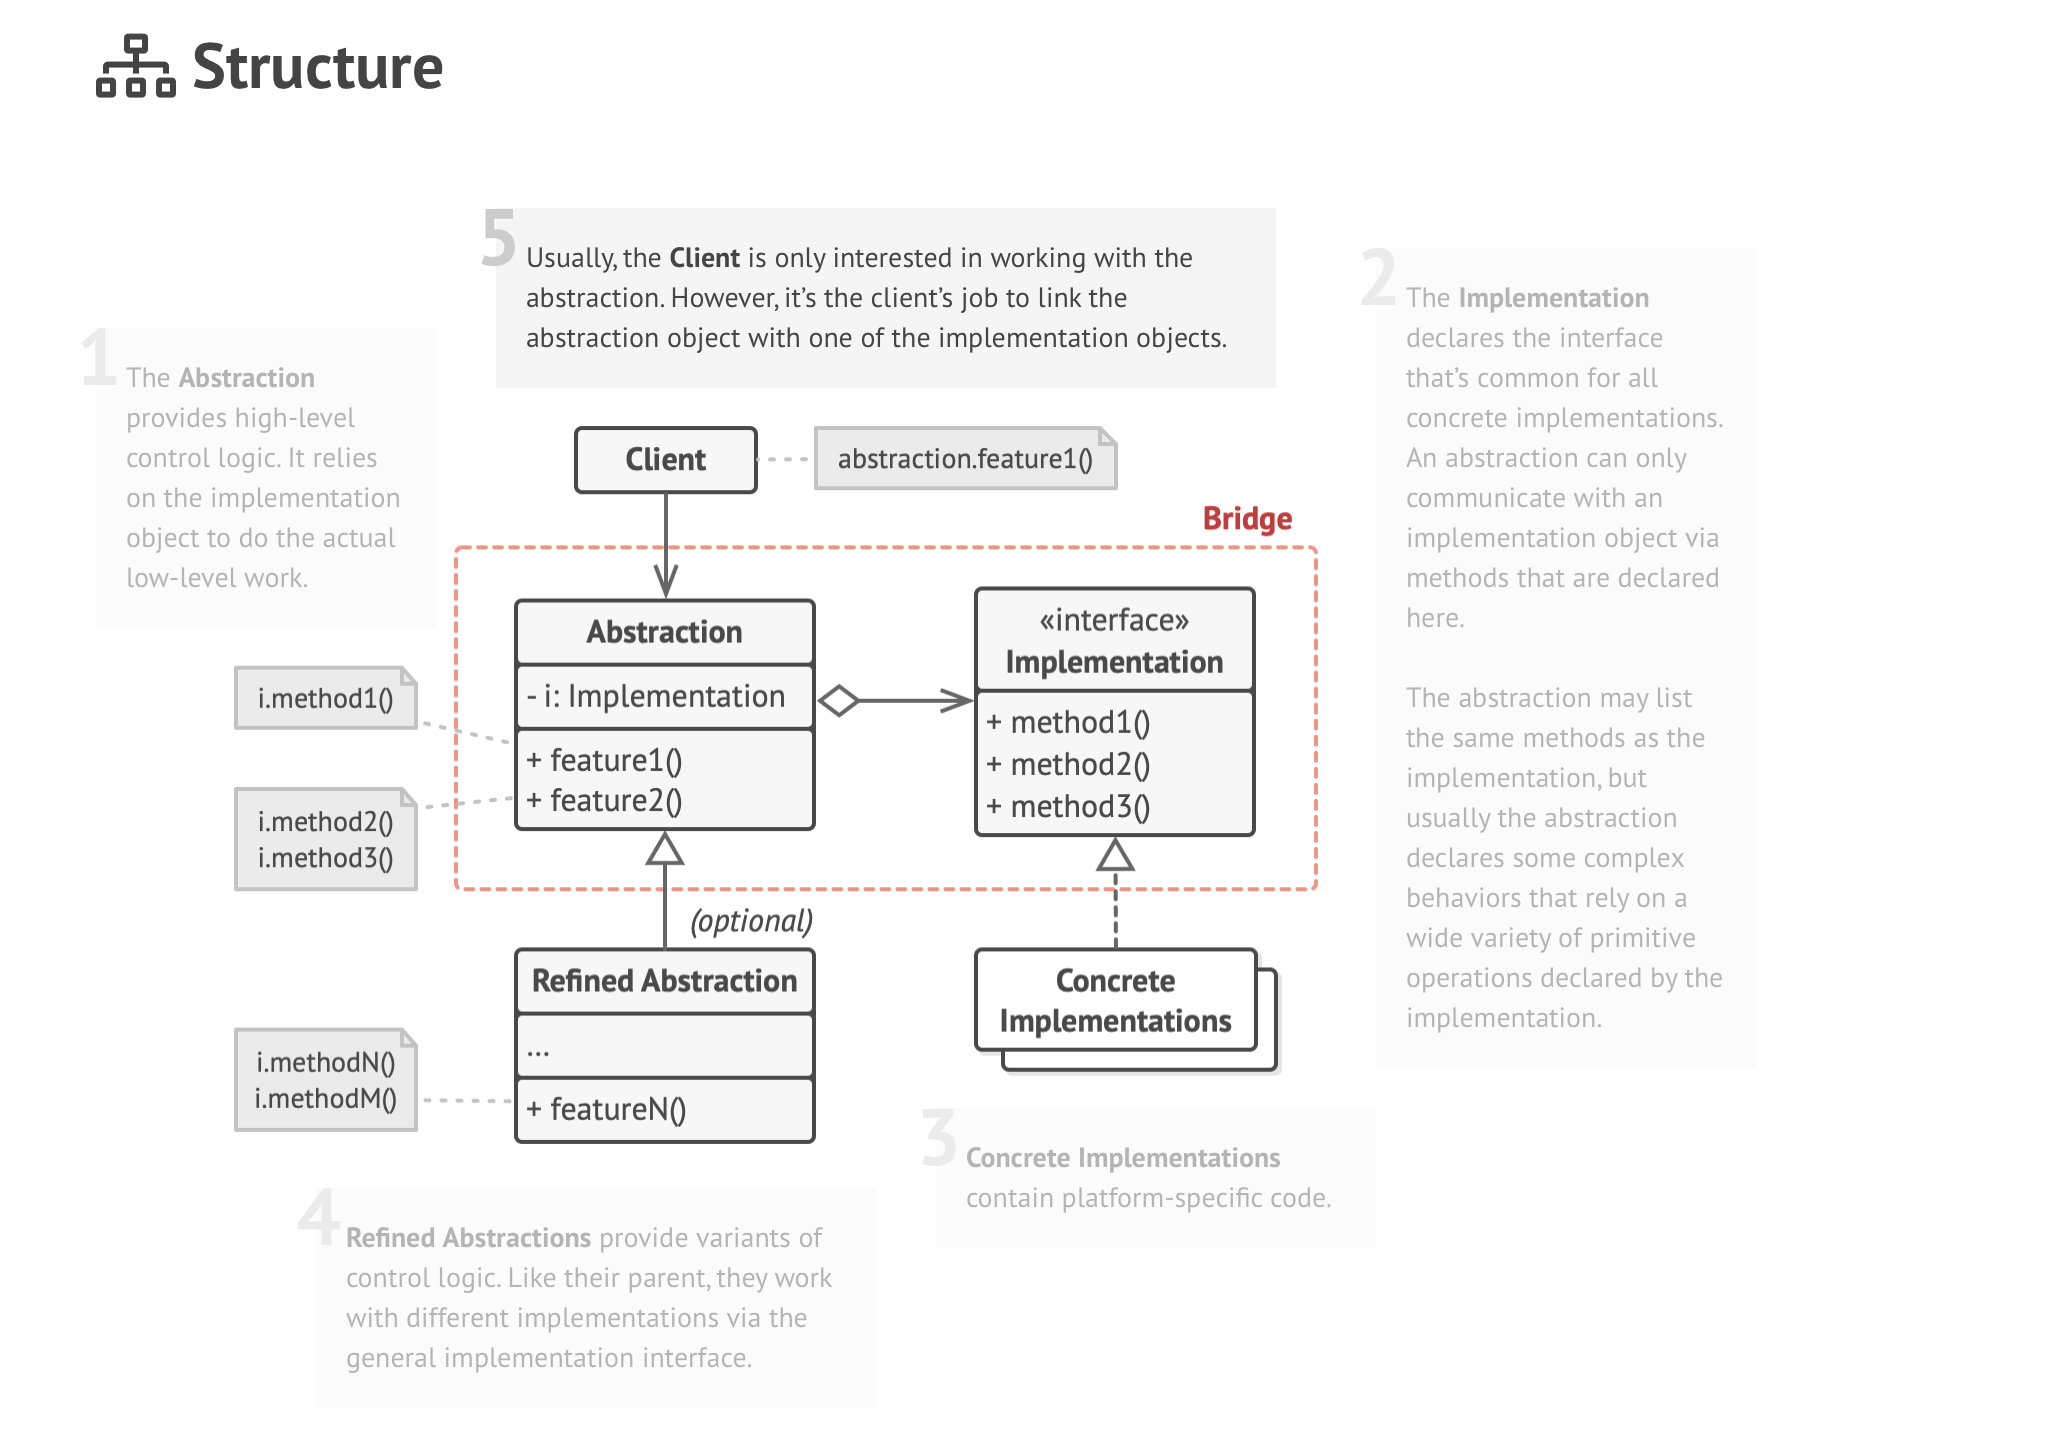 Structure
5
Usually, the Client is only interested in working with the
abstraction. However, it’s the client’s job to link the
abstraction object with one of the implementation objects.
1
The Abstraction
provides high-level
control logic. It relies
on the implementation
object to do the actual
low-level work.
2
The Implementation
declares the interface
that’s common for all
concrete implementations.
An abstraction can only
communicate with an
implementation object via
methods that are declared
here.
The abstraction may list
the same methods as the
implementation, but
usually the abstraction
declares some complex
behaviors that rely on a
wide variety of primitive
operations declared by the
implementation.
Client
abstraction.feature1()
Bridge
Abstraction
- i: Implementation
+ feature1()
+ feature2()
«interface»
Implementation
+ method1()
+ method2()
+ method3()
i.method1()
i.method2()
i.method3()
(optional)
Refined Abstraction
...
+ featureN()
Concrete
Implementations
i.methodN()
i.methodM()
3
Concrete Implementations
contain platform-specific code.
4
Refined Abstractions provide variants of
control logic. Like their parent, they work
with different implementations via the
general implementation interface.